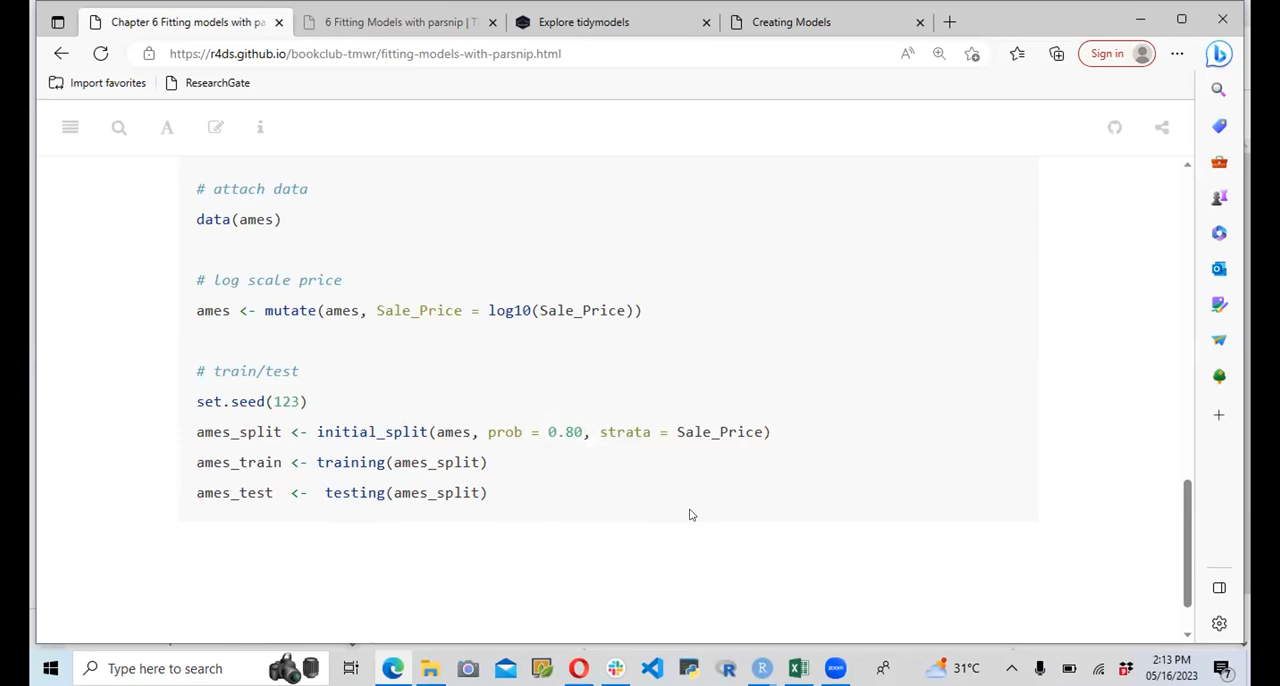 Chapter 6 Fitting models with pa
6 Fitting Models with parsnip | T
Explore tidymodels
Creating Models
https://r4ds.github.io/bookclub-tmwr/fitting-models-with-parsnip.html
Sign in
Import favorites
ResearchGate
# attach data
data(ames)
# log scale price
ames <- mutate(ames, Sale_Price = log10(Sale_Price))
# train/test
set.seed(123)
ames_split <- initial_split(ames, prob = 0.80, strata = Sale_Price)
ames_train <- training(ames_split)
ames_test  <-  testing(ames_split)
Type here to search
31°C
2:13 PM
05/16/2023